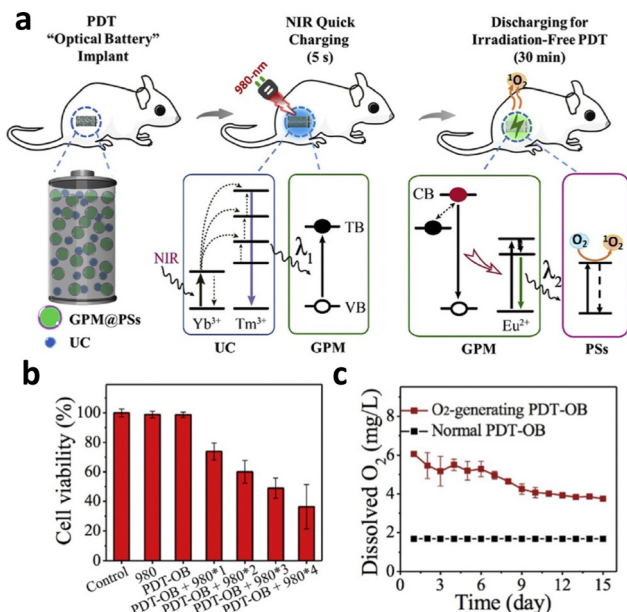 a
PDT
"Optical Battery"
Implant
NIR Quick
Charging
(5 s)
Discharging for
Irradiation-Free PDT
(30 min)
980-nm
¹O₂
GPM@PSs
UC
NIR
Yb³⁺
Tm³⁺
UC
λ₁
TB
VB
GPM
CB
Eu²⁺
GPM
λ₂
O₂
¹O₂
PSs
b
Cell viability (%)
100
80
60
40
20
0
Control
980
PDT-OB
PDT-OB + 980*1
PDT-OB + 980*2
PDT-OB + 980*3
PDT-OB + 980*4
c
Dissolved O₂ (mg/L)
8
6
4
2
0
O₂-generating PDT-OB
Normal PDT-OB
0
3
6
9
12
15
Time (day)